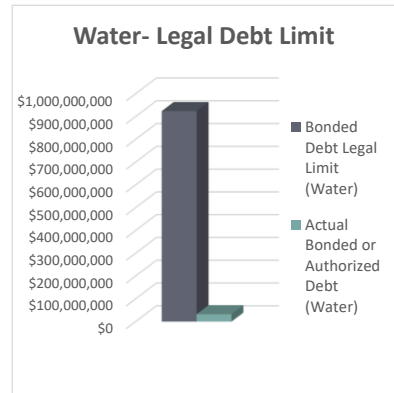 Water- Legal Debt Limit
$1,000,000,000
$900,000,000
$800,000,000
$700,000,000
$600,000,000
$500,000,000
$400,000,000
$300,000,000
$200,000,000
$100,000,000
$0
Bonded
Debt Legal
Limit
(Water)
Actual
Bonded or
Authorized
Debt
(Water)